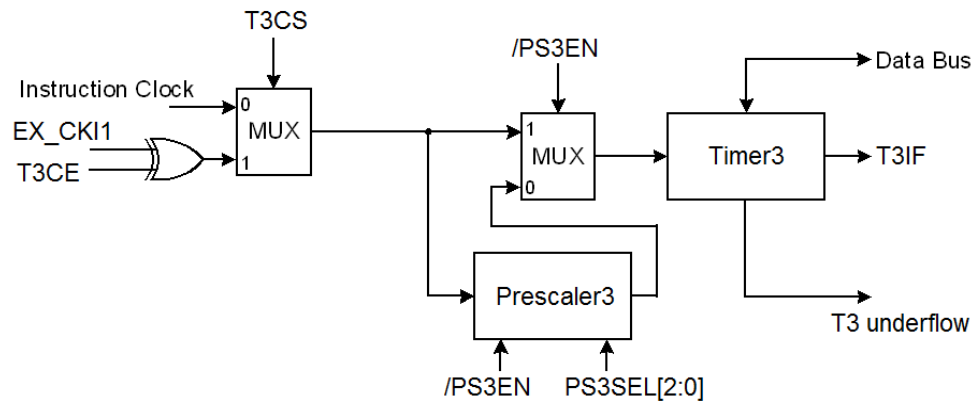 T3CS
/PS3EN
Instruction Clock
0
MUX
1
EX_CKI1
T3CE
1
MUX
0
Timer3
Data Bus
T3IF
T3 underflow
Prescaler3
/PS3EN
PS3SEL[2:0]